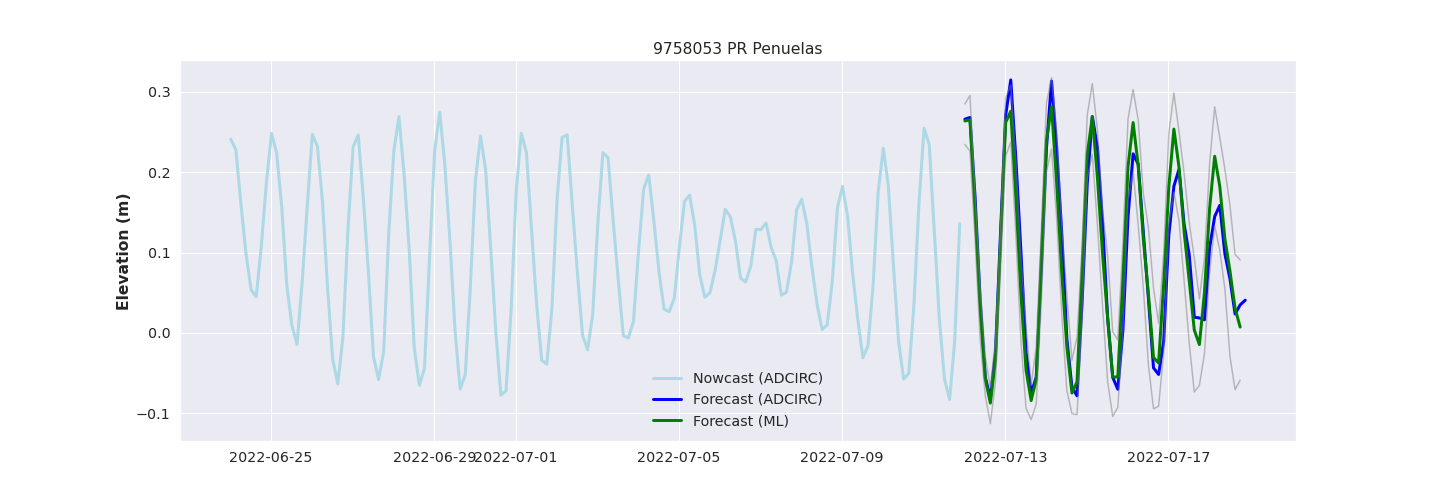 9758053 PR Penuelas
Elevation (m)
0.3
0.2
0.1
0.0
−0.1
Nowcast (ADCIRC)
Forecast (ADCIRC)
Forecast (ML)
2022-06-25 2022-06-29 2022-07-01 2022-07-05 2022-07-09 2022-07-13 2022-07-17